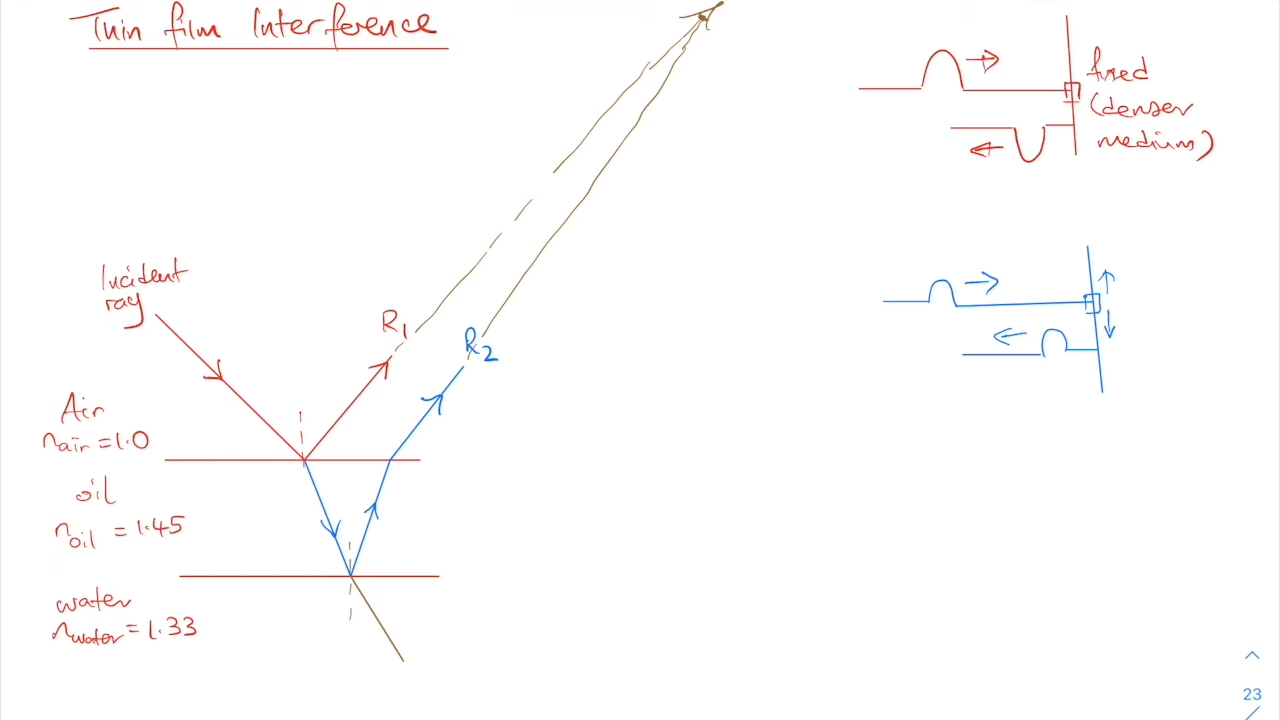 Thin film Interference
fixed
(denser
medium)
Incident
ray
R1
R2
Air
nair = 1.0
oil
noil = 1.45
water
nwater = 1.33
23